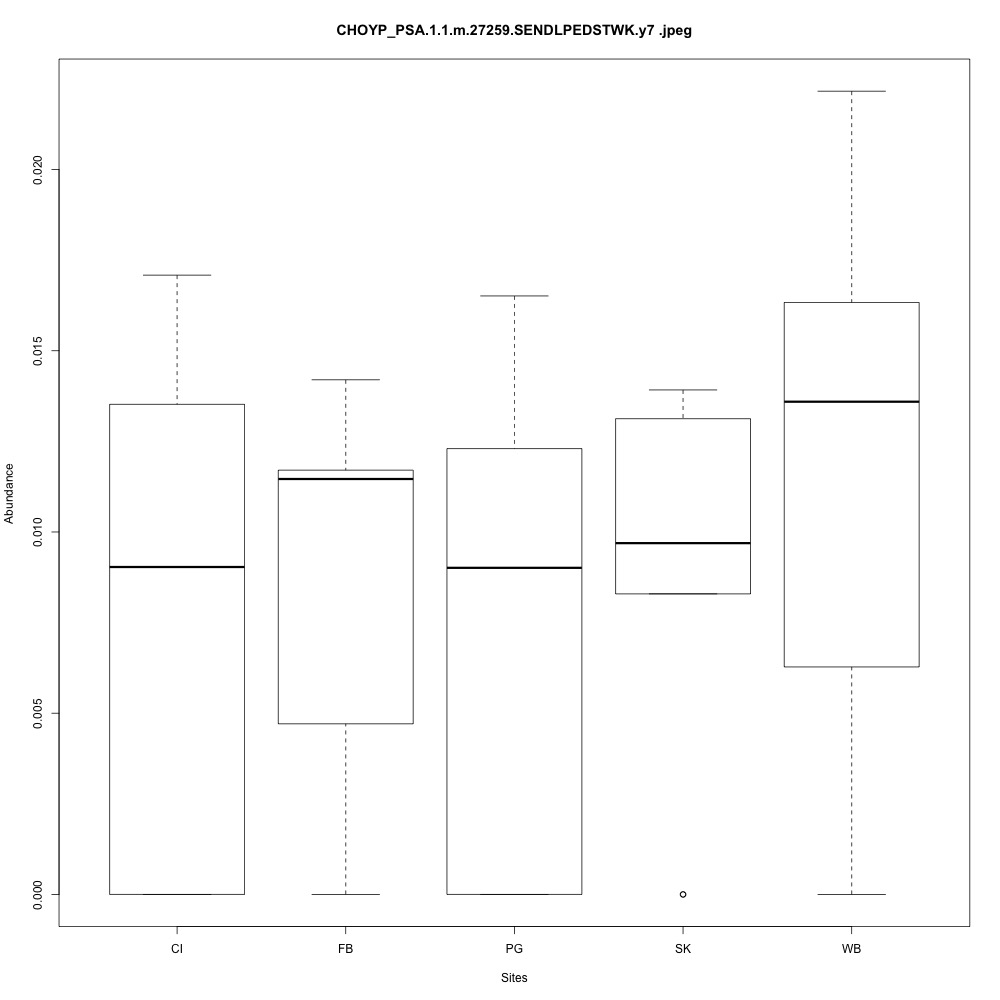 CHOYP_PSA.1.1.m.27259.SENDLPEDSTWK.y7 .jpeg
0.020
0.015
0.010
0.005
0.000
Abundance
CI FB PG SK WB
Sites